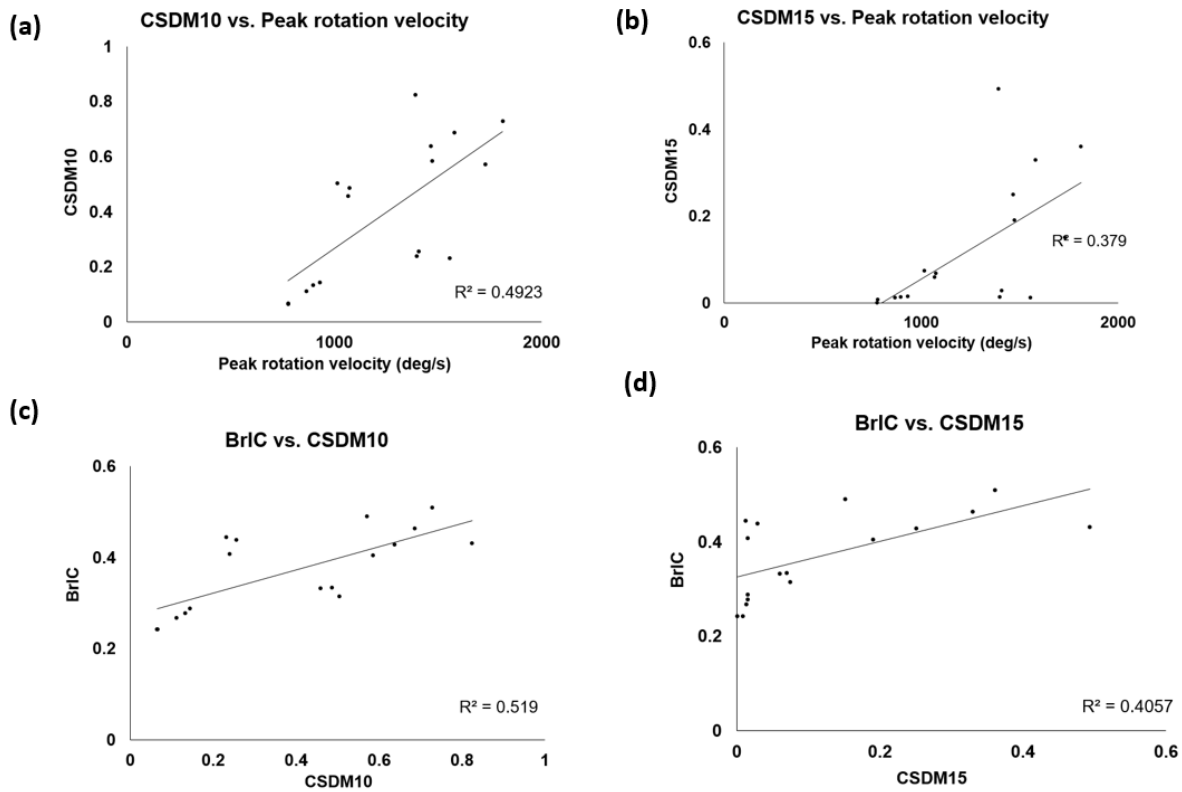 (a)
CSDM10 vs. Peak rotation velocity
1
0.8
0.6
0.4
0.2
0
CSDM10
R² = 0.4923
0
1000
2000
Peak rotation velocity (deg/s)
(b)
CSDM15 vs. Peak rotation velocity
0.6
0.4
0.2
0
CSDM15
R² = 0.379
0
1000
2000
Peak rotation velocity (deg/s)
(c)
BrIC vs. CSDM10
0.6
0.4
0.2
0
BrIC
R² = 0.519
0
0.2
0.4
0.6
0.8
1
CSDM10
(d)
BrIC vs. CSDM15
0.6
0.4
0.2
0
BrIC
R² = 0.4057
0
0.2
0.4
0.6
CSDM15